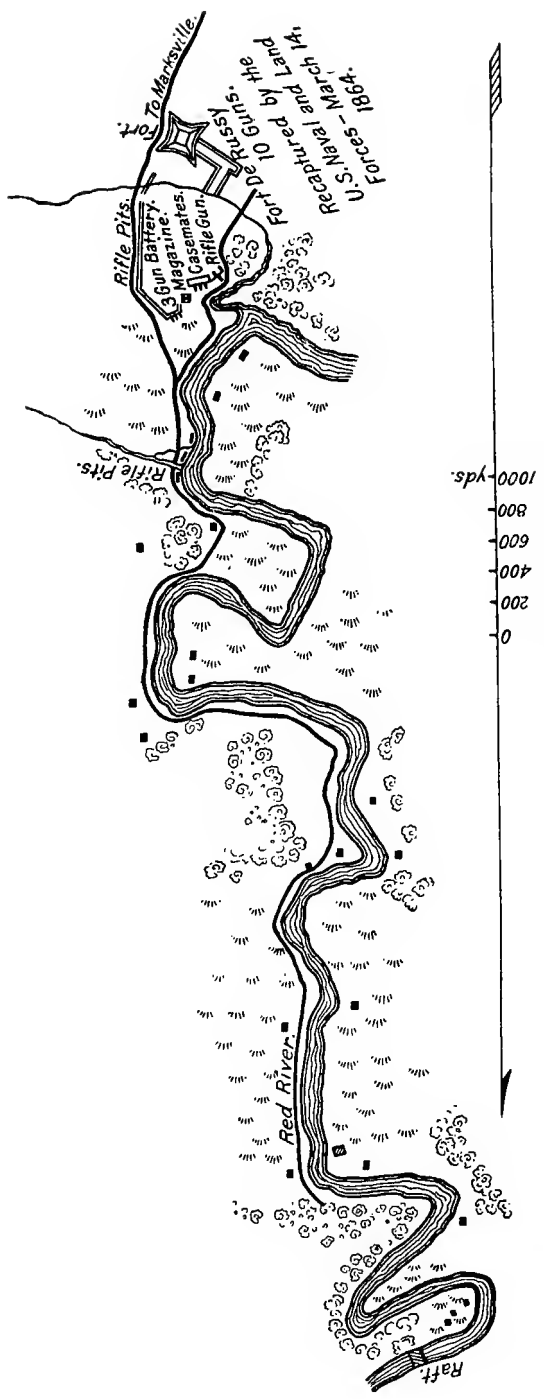 To Marksville.
Fort.
Fort De Russy
10 Guns.
Recaptured by the
U.S. Naval and Land
Forces – March 14,
1864.
Rifle Pits.
3 Gun Battery.
Magazine.
Casemates.
Rifle Gun.
Rifle Pits.
Red River.
Raft.
1000 yds.
800
600
400
200
0